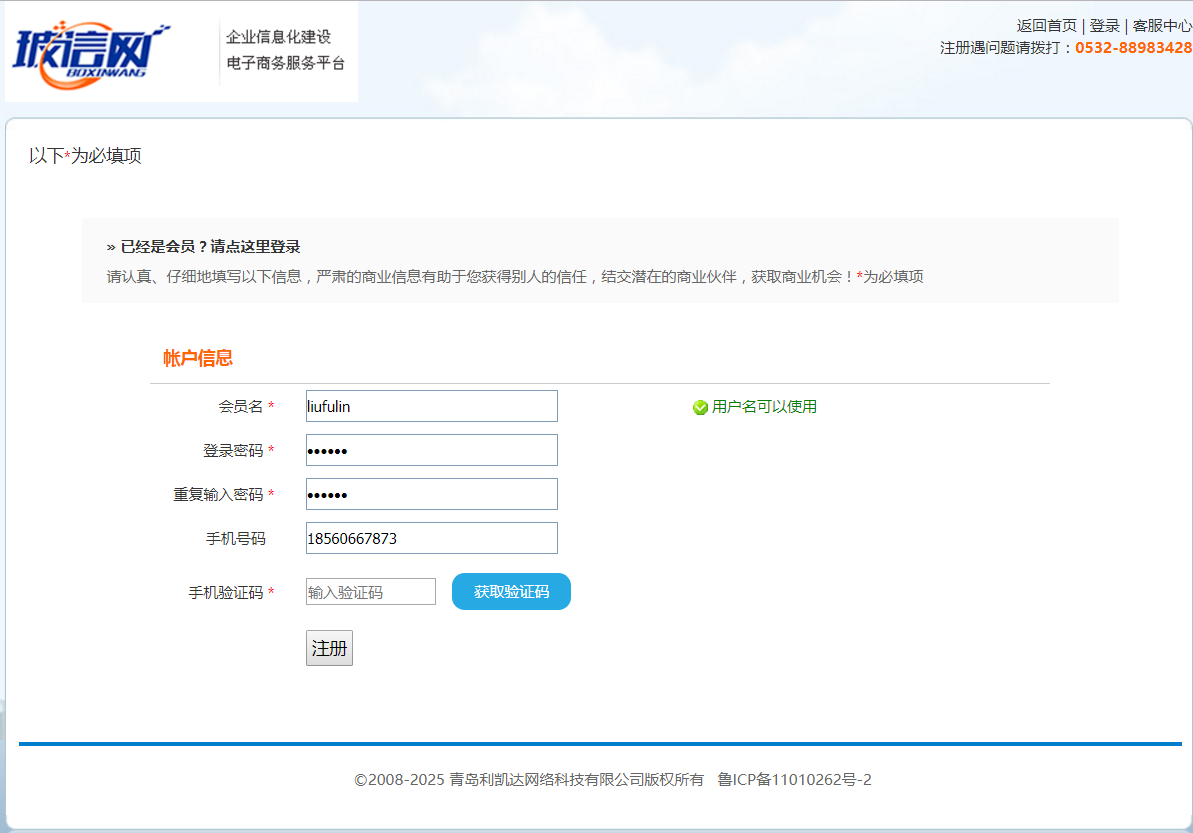 玻信网
BOXINWANG
企业信息化建设
电子商务服务平台
返回首页 | 登录 | 客服中心
注册遇问题请拨打：0532-88983428
以下*为必填项
» 已经是会员？请点这里登录
请认真、仔细地填写以下信息，严肃的商业信息有助于您获得别人的信任，结交潜在的商业伙伴，获取商业机会！*为必填项
帐户信息
会员名 * liufulin 用户名可以使用
登录密码 * ••••••
重复输入密码 * ••••••
手机号码 18560667873
手机验证码 * 输入验证码 获取验证码
注册
©2008-2025 青岛利凯达网络科技有限公司版权所有 鲁ICP备11010262号-2